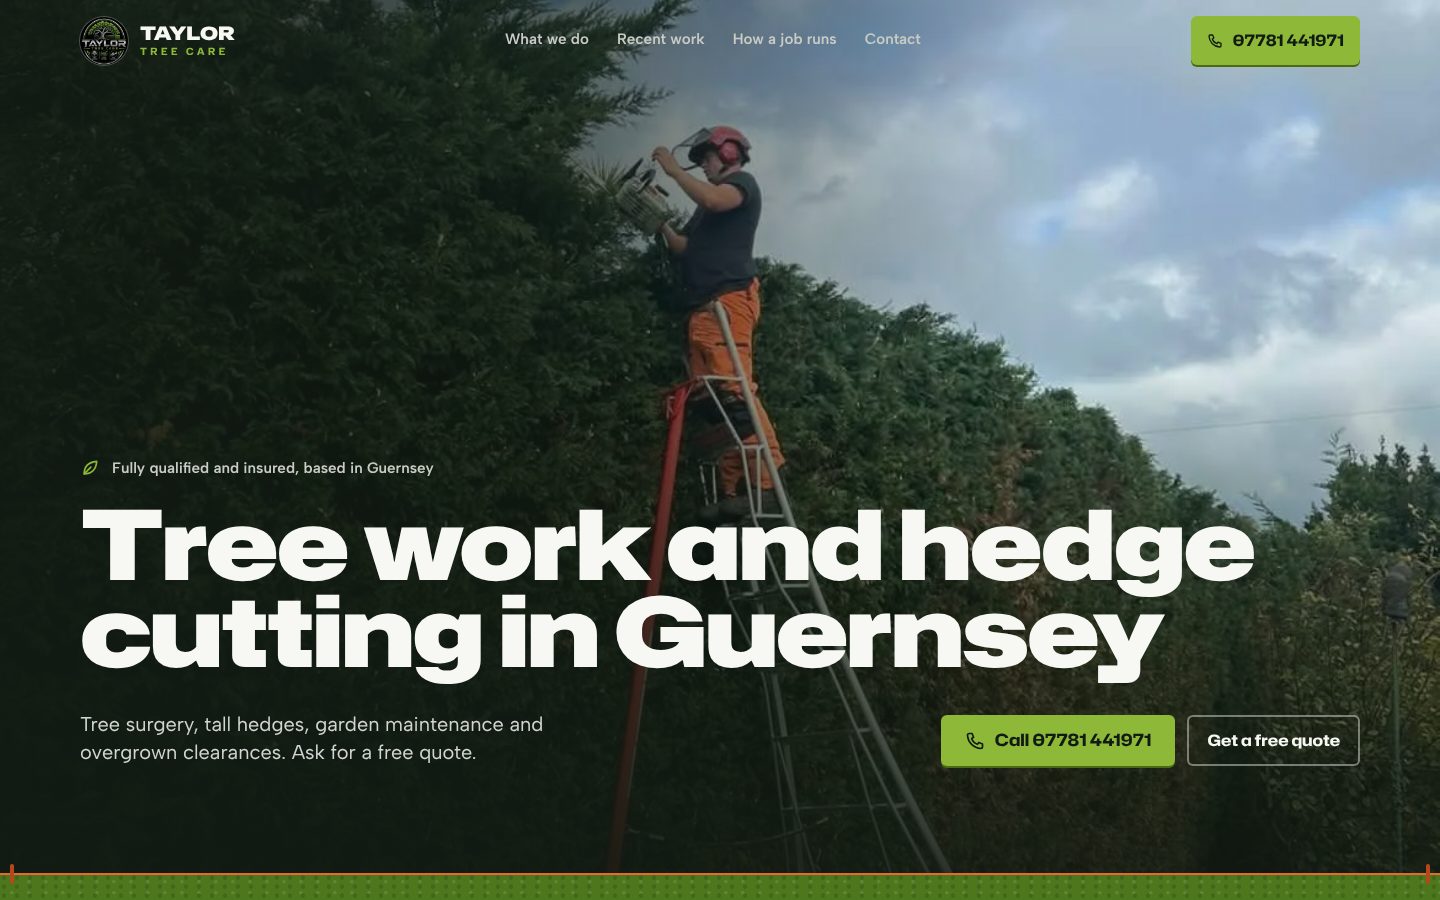 TAYLOR
TREE CARE
What we do
Recent work
How a job runs
Contact
07781 441971
Fully qualified and insured, based in Guernsey
Tree work and hedge
cutting in Guernsey
Tree surgery, tall hedges, garden maintenance and
overgrown clearances. Ask for a free quote.
Call 07781 441971
Get a free quote